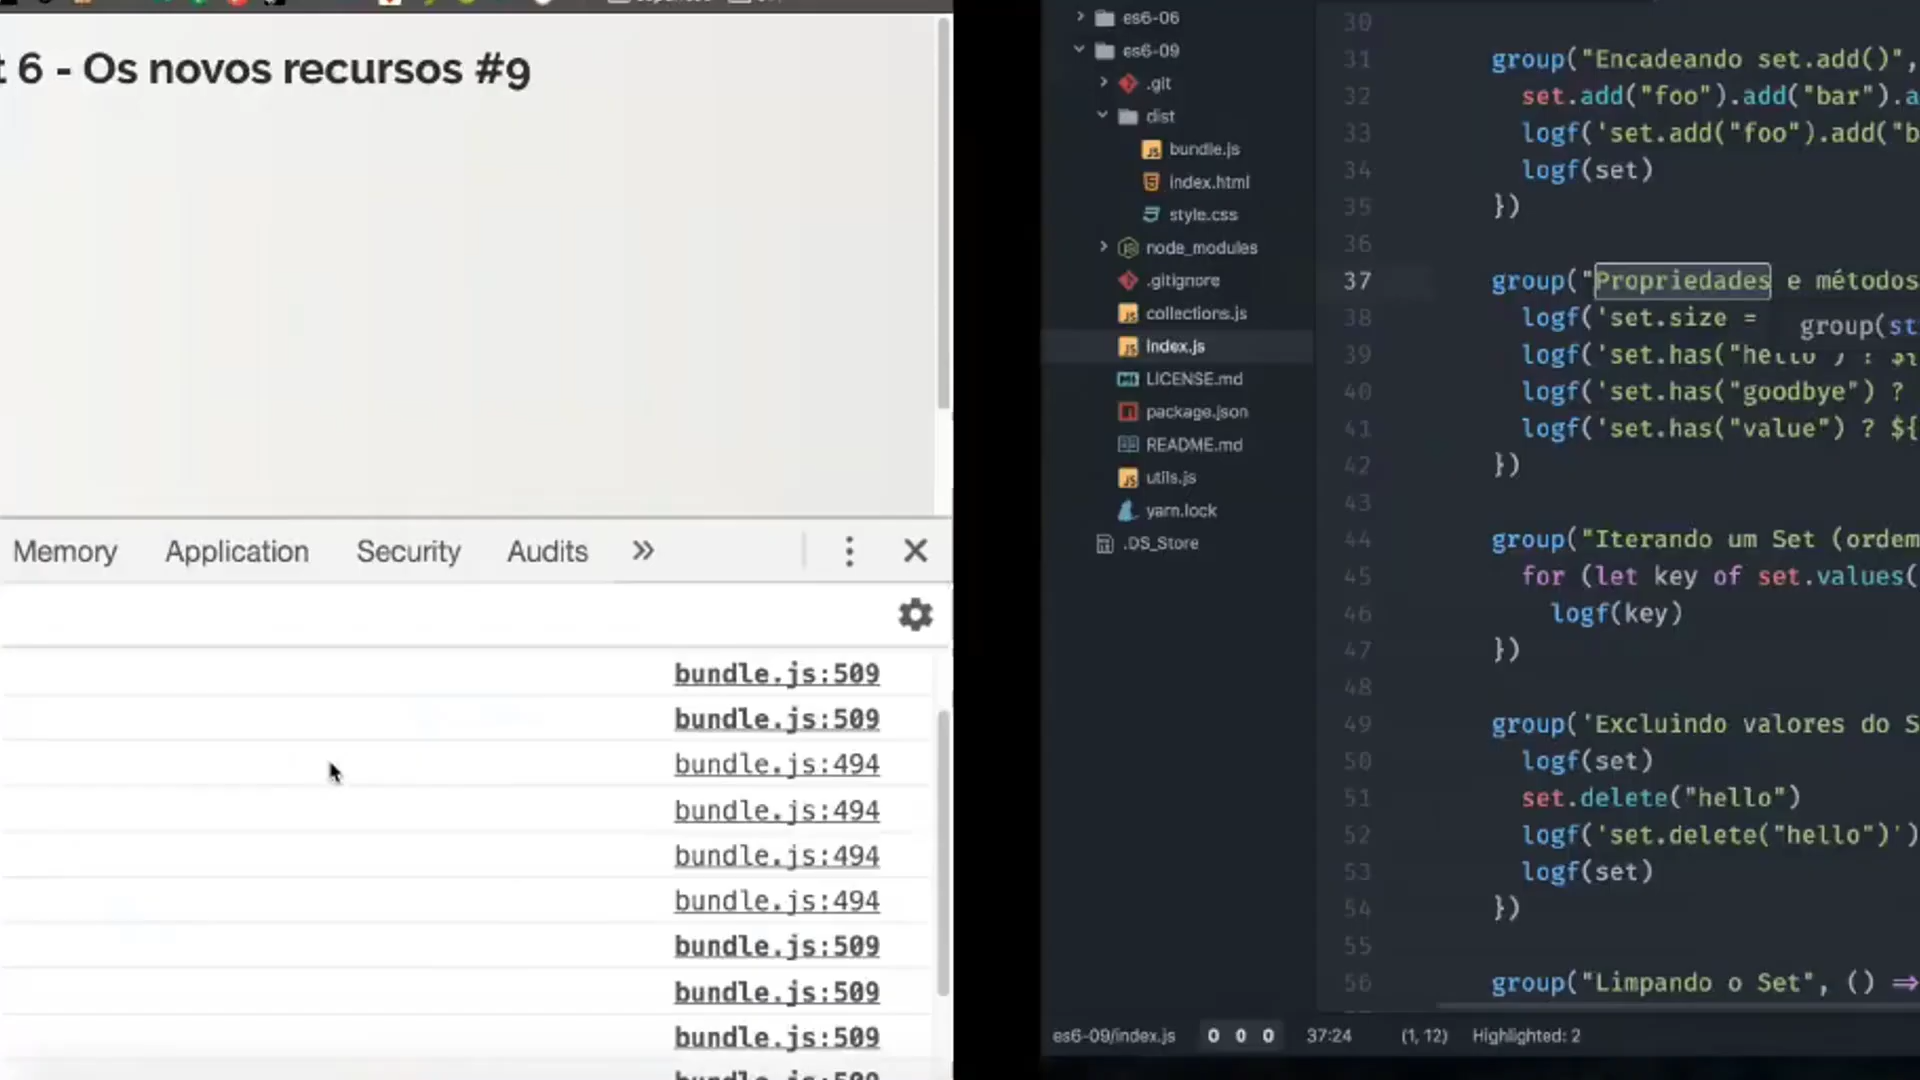 t 6 - Os novos recursos #9
Memory Application Security Audits »
bundle.js:509
bundle.js:509
bundle.js:494
bundle.js:494
bundle.js:494
bundle.js:494
bundle.js:509
bundle.js:509
bundle.js:509
es6-06
es6-09
.git
dist
bundle.js
index.html
style.css
node_modules
.gitignore
collections.js
index.js
LICENSE.md
package.json
README.md
utils.js
yarn.lock
.DS_Store
30
31 group("Encadeando set.add()",
32 set.add("foo").add("bar").a
33 logf('set.add("foo").add("b
34 logf(set)
35 })
36
37 group("Propriedades e métodos
38 logf('set.size = group(st
39 logf('set.has("hello") ? ${
40 logf('set.has("goodbye") ?
41 logf('set.has("value") ? ${
42 })
43
44 group("Iterando um Set (ordem
45 for (let key of set.values(
46 logf(key)
47 })
48
49 group('Excluindo valores do S
50 logf(set)
51 set.delete("hello")
52 logf('set.delete("hello")')
53 logf(set)
54 })
55
56 group("Limpando o Set", () =>
es6-09/index.js 0 0 0 37:24 (1, 12) Highlighted: 2